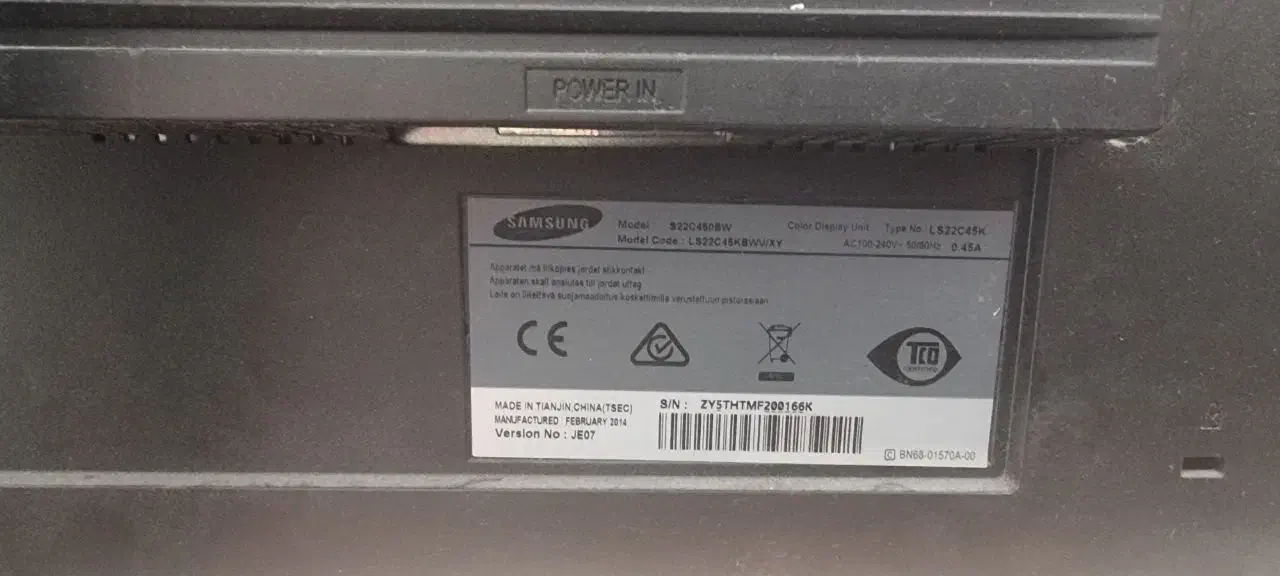 POWER IN
SAMSUNG
Model S22C450BW
Color Display Unit Type No. LS22C45K
Model Code : LS22C45KBWV/XY
AC100-240V~ 50/60Hz 0.45A
Apparatet må tilkoples jordet stikkontakt
Apparaten skall anslutas till jordat uttag
Laite on liitettävä suojamaadoitus koskettimilla varustettuun pistorasiaan
CE
TCO
CERTIFIED
MADE IN TIANJIN,CHINA(TSEC)
MANUFACTURED : FEBRUARY 2014
Version No : JE07
S/N : ZY5THTMF200166K
C BN68-01570A-00